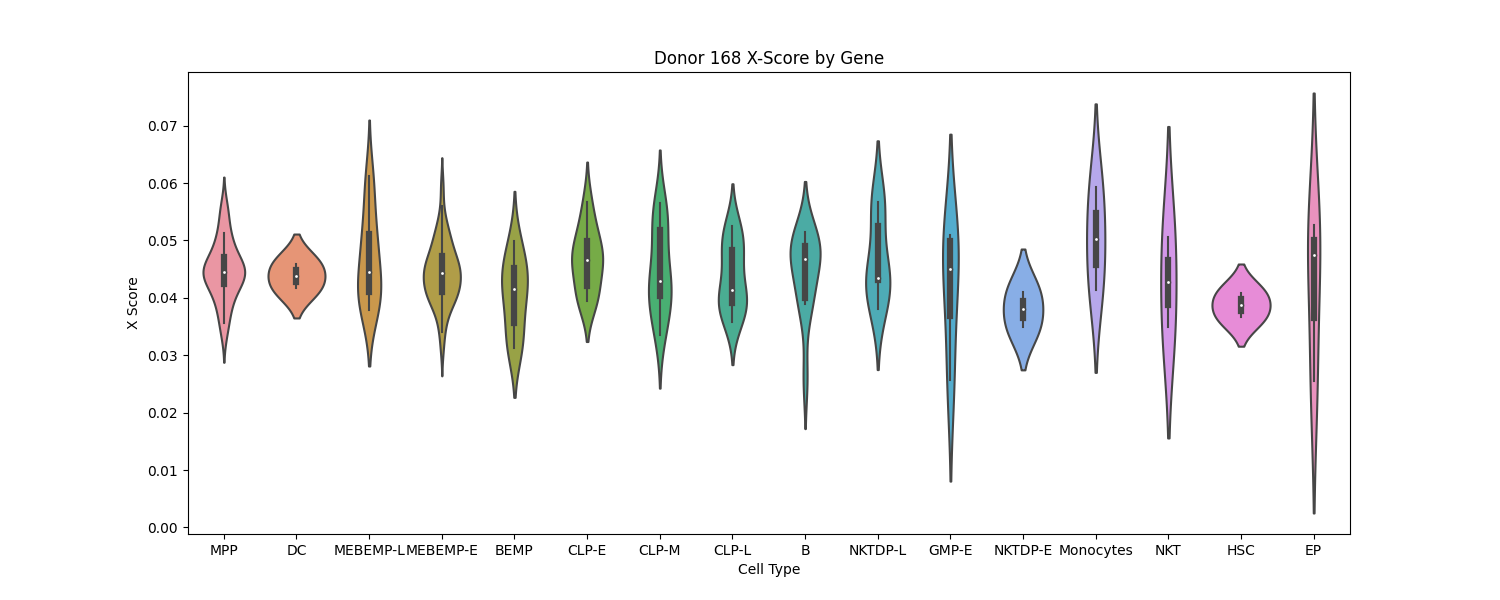 Donor 168 X-Score by Gene
X Score
0.07
0.06
0.05
0.04
0.03
0.02
0.01
0.00
MPP DC MEBEMP-L MEBEMP-E BEMP CLP-E CLP-M CLP-L B NKTDP-L GMP-E NKTDP-E Monocytes NKT HSC EP
Cell Type